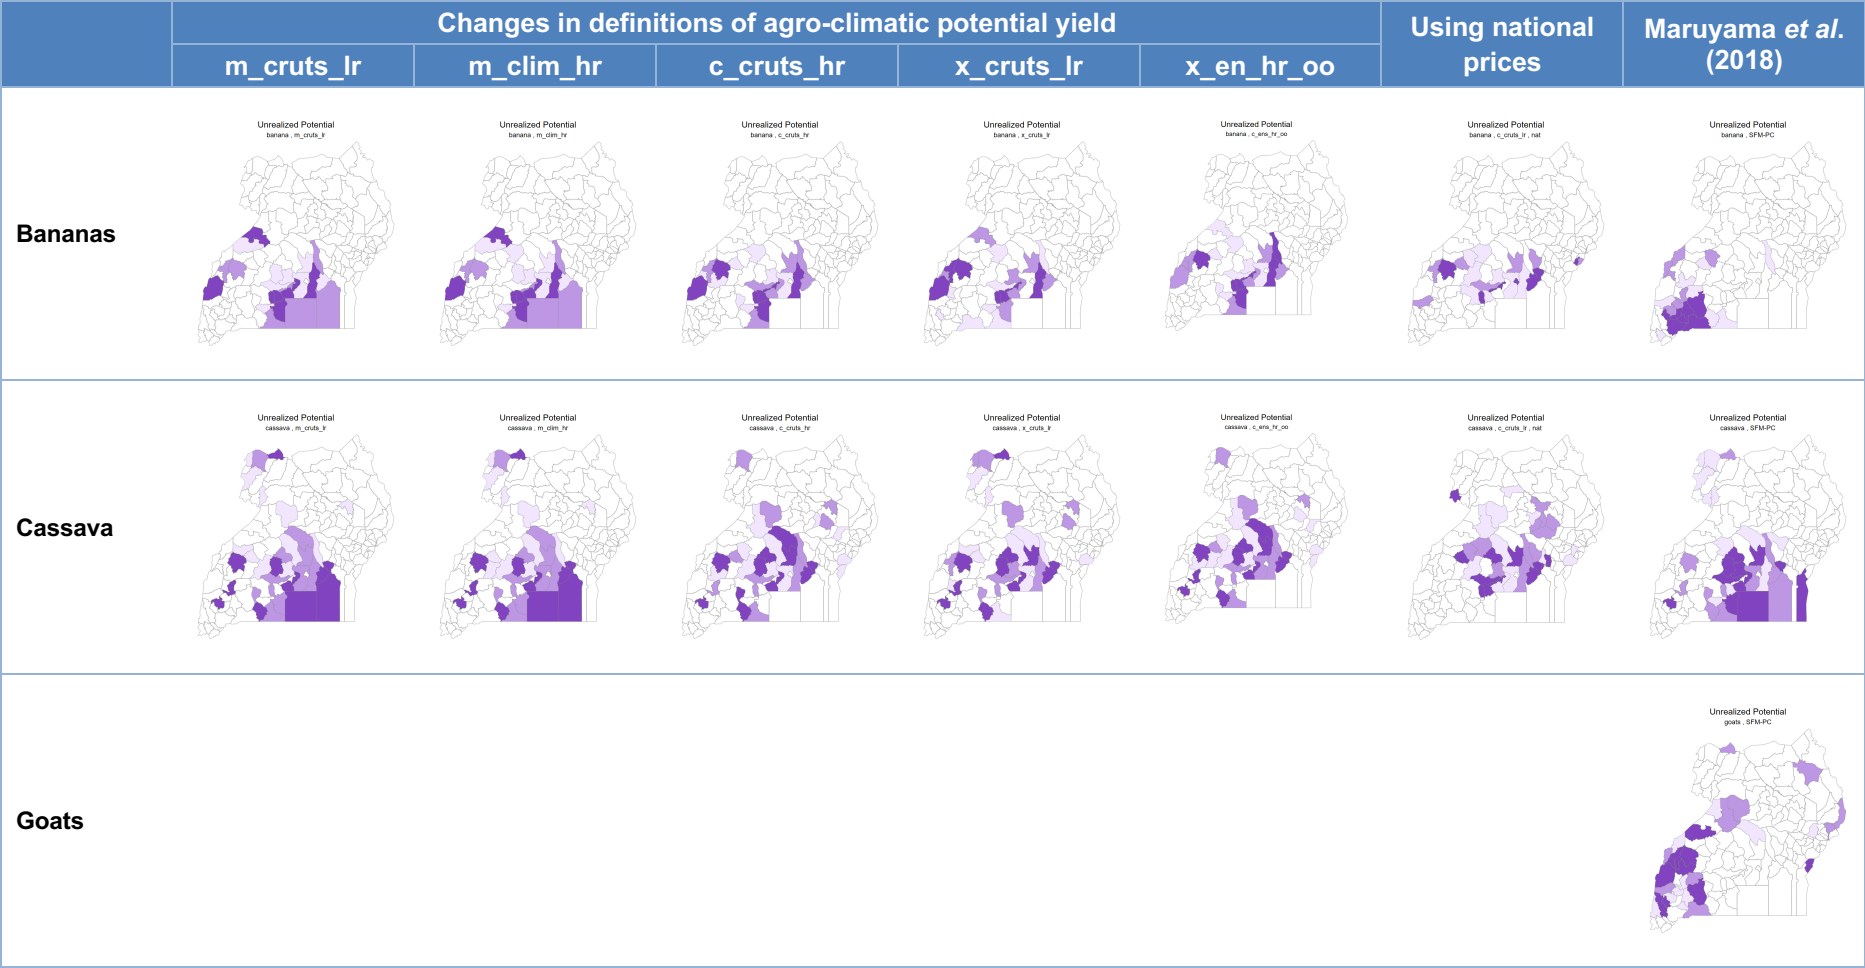 Changes in definitions of agro-climatic potential yield
Using national
prices
Maruyama et al.
(2018)
m_cruts_lr
m_clim_hr
c_cruts_hr
x_cruts_lr
x_en_hr_oo
Bananas
Unrealized Potential
banana , m_cruts_lr
Unrealized Potential
banana , m_clim_hr
Unrealized Potential
banana , c_cruts_hr
Unrealized Potential
banana , x_cruts_lr
Unrealized Potential
banana , c_ens_hr_oo
Unrealized Potential
banana , c_cruts_lr , nat
Unrealized Potential
banana , SFM-PC
Cassava
Unrealized Potential
cassava , m_cruts_lr
Unrealized Potential
cassava , m_clim_hr
Unrealized Potential
cassava , c_cruts_hr
Unrealized Potential
cassava , x_cruts_lr
Unrealized Potential
cassava , c_ens_hr_oo
Unrealized Potential
cassava , c_cruts_lr , nat
Unrealized Potential
cassava , SFM-PC
Goats
Unrealized Potential
goats , SFM-PC